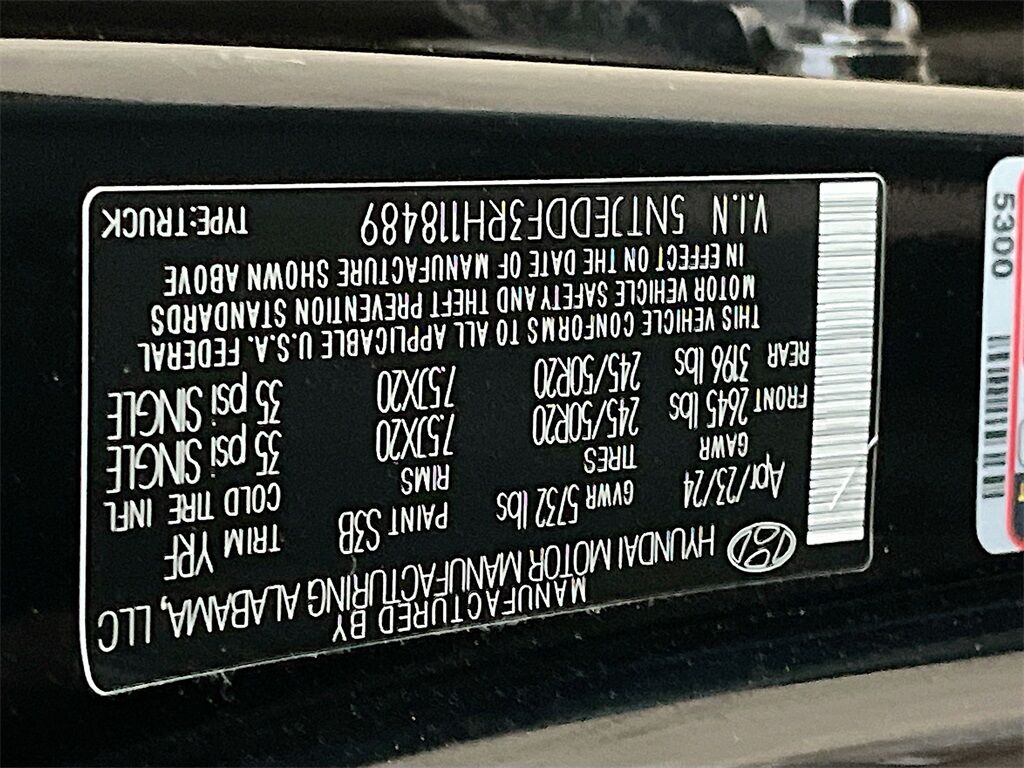 MANUFACTURED BY
HYUNDAI MOTOR MANUFACTURING ALABAMA, LLC
Apr/23/24 GVWR 5732 lbs PAINT S3B TRIM YRF
GAWR TIRES RIMS COLD TIRE INFL
FRONT 2645 lbs 245/50R20 7.5JX20 35 psi SINGLE
REAR 3196 lbs 245/50R20 7.5JX20 35 psi SINGLE
THIS VEHICLE CONFORMS TO ALL APPLICABLE U.S.A. FEDERAL
MOTOR VEHICLE SAFETY AND THEFT PREVENTION STANDARDS
IN EFFECT ON THE DATE OF MANUFACTURE SHOWN ABOVE
V.I.N 5NTJEDDF3RH118489 TYPE:TRUCK
5300